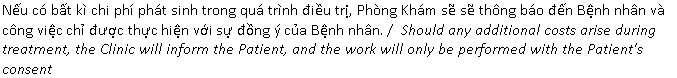 Nếu có bất kì chi phí phát sinh trong quá trình điều trị, Phòng Khám sẽ sẽ thông báo đến Bệnh nhân và
công việc chỉ được thực hiện với sự đồng ý của Bệnh nhân. / Should any additional costs arise during
treatment, the Clinic will inform the Patient, and the work will only be performed with the Patient's
consent